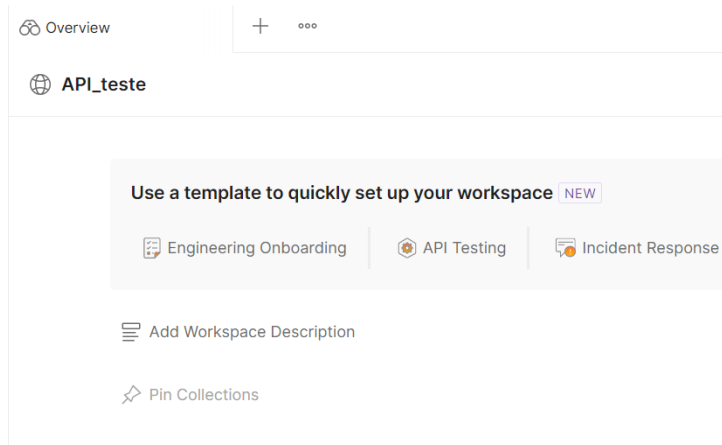 Overview
API_teste
Use a template to quickly set up your workspace NEW
Engineering Onboarding API Testing Incident Response
Add Workspace Description
Pin Collections